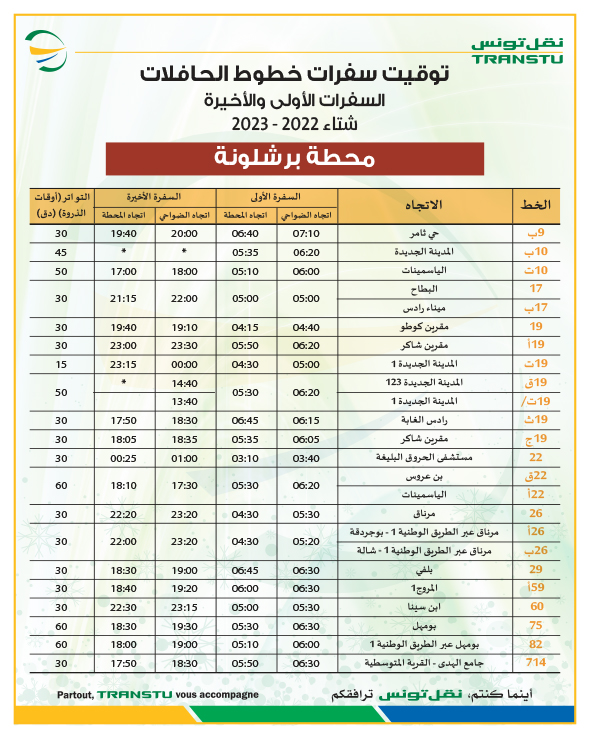 نقل تونس
TRANSTU
توقيت سفرات خطوط الحافلات
السفرات الأولى والأخيرة
شتاء 2022 - 2023
محطة برشلونة
الخط الاتجاه السفرة الأولى السفرة الأخيرة التواتر (أوقات الذروة) (دق)
اتجاه الضواحي اتجاه المحطة اتجاه الضواحي اتجاه المحطة
9ب حي ثامر 07:10 06:40 20:00 19:40 30
10ب المدينة الجديدة 06:20 05:35 * * 45
10ت الياسمينات 06:00 05:10 18:00 17:00 50
17 البطاح 05:00 05:00 22:00 21:15 30
17ب ميناء رادس
19 مقرين كوطو 04:40 04:15 19:10 19:40 30
19أ مقرين شاكر 06:20 05:50 23:30 23:00 30
19ت المدينة الجديدة 1 05:00 04:30 00:00 23:15 15
19ق المدينة الجديدة 123 06:20 05:30 14:40 * 50
19ت/ المدينة الجديدة 1 13:40
19ث رادس الغابة 06:15 06:45 18:30 17:50 30
19ج مقرين شاكر 06:05 05:35 18:35 18:05 30
22 مستشفى الحروق البليغة 03:40 03:10 01:00 00:25 30
22ق بن عروس 06:20 05:30 17:30 18:10 60
22أ الياسمينات
26 مرناق 05:30 04:30 23:20 22:20 30
26أ مرناق عبر الطريق الوطنية 1 - بوجردقة 05:20 04:30 23:20 22:00 30
26ب مرناق عبر الطريق الوطنية 1 - شالة
29 بلفي 06:30 06:45 19:00 18:30 30
59أ المروج1 06:30 06:00 19:20 18:40 30
60 ابن سينا 05:30 05:00 23:15 22:30 30
75 بومهل 05:30 05:30 19:30 18:30 60
82 بومهل عبر الطريق الوطنية 1 06:00 05:10 19:00 18:00 60
714 جامع الهدى - القرية المتوسطية 06:30 05:50 18:30 17:50 30
أينما كنتم، نقل تونس ترافقكم
Partout, TRANSTU vous accompagne